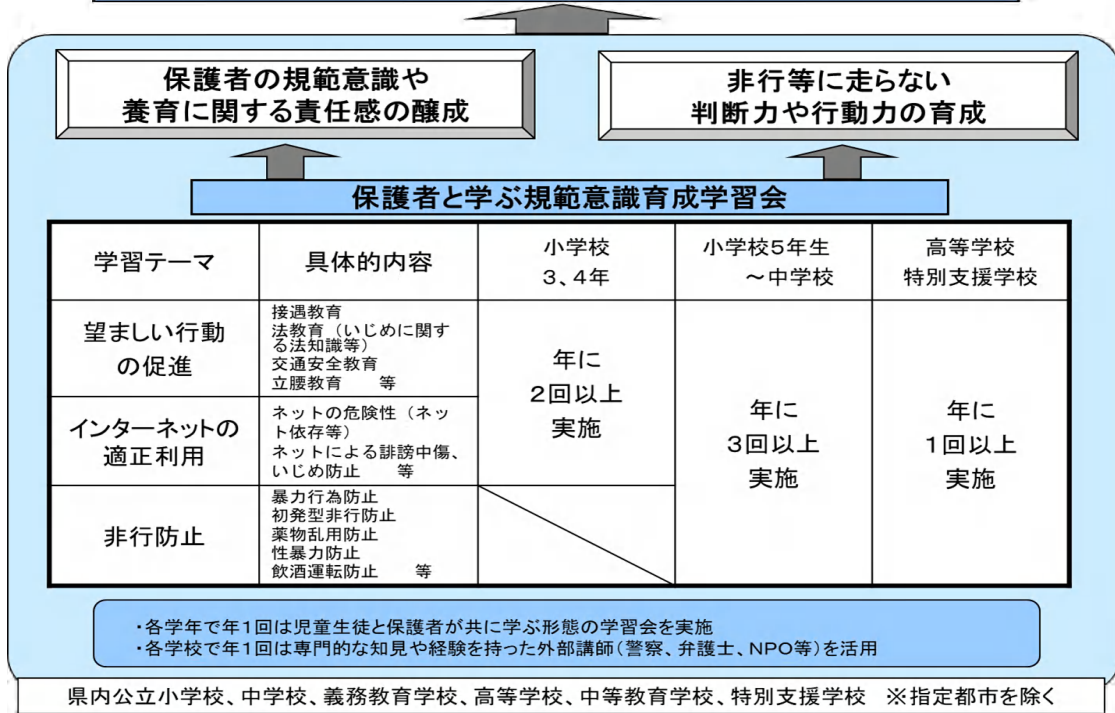 保護者の規範意識や
養育に関する責任感の醸成
非行等に走らない
判断力や行動力の育成
保護者と学ぶ規範意識育成学習会
学習テーマ
具体的内容
小学校
３、４年
小学校５年生
～中学校
高等学校
特別支援学校
望ましい行動
の促進
接遇教育
法教育（いじめに関す
る法知識等）
交通安全教育
立腰教育　　等
年に
２回以上
実施
年に
３回以上
実施
年に
１回以上
実施
インターネットの
適正利用
ネットの危険性（ネッ
ト依存等）
ネットによる誹謗中傷、
いじめ防止　　等
非行防止
暴力行為防止
初発型非行防止
薬物乱用防止
性暴力防止
飲酒運転防止　　等
・各学年で年１回は児童生徒と保護者が共に学ぶ形態の学習会を実施
・各学校で年１回は専門的な知見や経験を持った外部講師（警察、弁護士、NPO等）を活用
県内公立小学校、中学校、義務教育学校、高等学校、中等教育学校、特別支援学校　※指定都市を除く